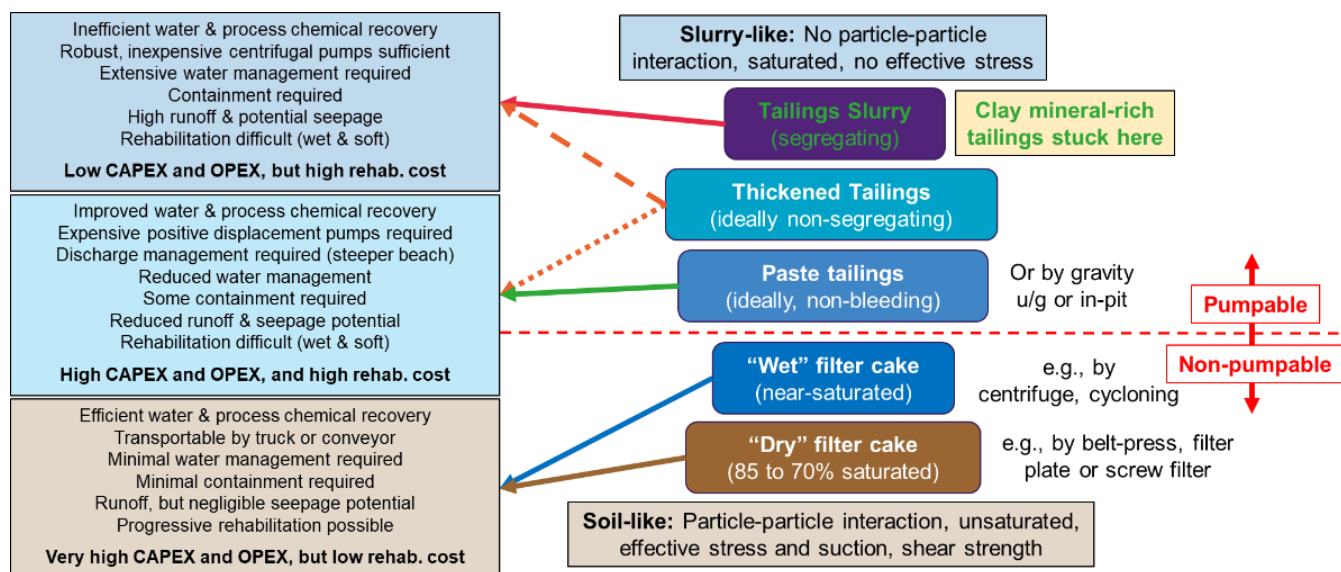 Inefficient water & process chemical recovery
Robust, inexpensive centrifugal pumps sufficient
Extensive water management required
Containment required
High runoff & potential seepage
Rehabilitation difficult (wet & soft)
Low CAPEX and OPEX, but high rehab. cost
Improved water & process chemical recovery
Expensive positive displacement pumps required
Discharge management required (steeper beach)
Reduced water management
Some containment required
Reduced runoff & seepage potential
Rehabilitation difficult (wet & soft)
High CAPEX and OPEX, and high rehab. cost
Efficient water & process chemical recovery
Transportable by truck or conveyor
Minimal water management required
Minimal containment required
Runoff, but negligible seepage potential
Progressive rehabilitation possible
Very high CAPEX and OPEX, but low rehab. cost
Slurry-like: No particle-particle
interaction, saturated, no effective stress
Tailings Slurry
(segregating)
Clay mineral-rich
tailings stuck here
Thickened Tailings
(ideally non-segregating)
Paste tailings
(ideally, non-bleeding)
Or by gravity
u/g or in-pit
Pumpable
Non-pumpable
“Wet” filter cake
(near-saturated)
e.g., by
centrifuge, cycloning
“Dry” filter cake
(85 to 70% saturated)
e.g., by belt-press, filter
plate or screw filter
Soil-like: Particle-particle interaction, unsaturated,
effective stress and suction, shear strength